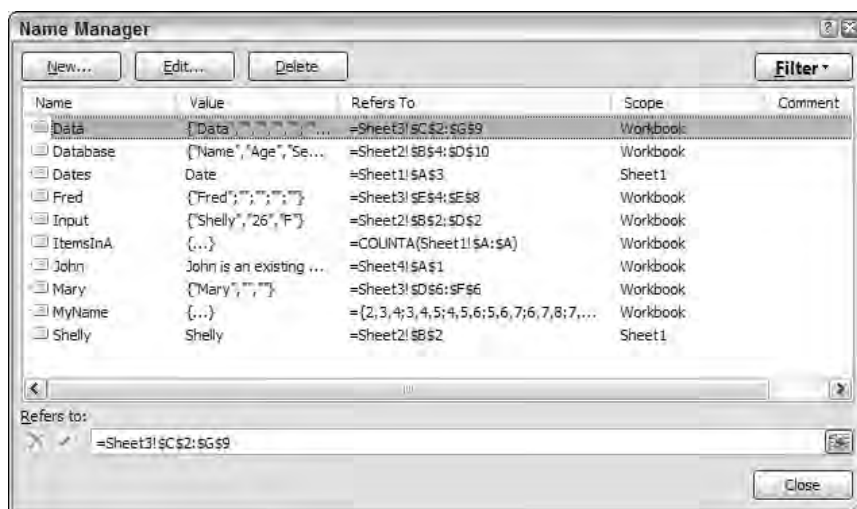 Name Manager
New... Edit... Delete Filter
Name Value Refers To Scope Comment
Data {"Data","","","","";"... =Sheet3!$C$2:$G$9 Workbook
Database {"Name","Age","Se... =Sheet2!$B$4:$D$10 Workbook
Dates Date =Sheet1!$A$3 Sheet1
Fred {"Fred";"";"";"";""} =Sheet3!$E$4:$E$8 Workbook
Input {"Shelly","26","F"} =Sheet2!$B$2:$D$2 Workbook
ItemsInA {...} =COUNTA(Sheet1!$A:$A) Workbook
John John is an existing ... =Sheet4!$A$1 Workbook
Mary {"Mary","",""} =Sheet3!$D$6:$F$6 Workbook
MyName {...} ={2,3,4;3,4,5;4,5,6;5,6,7;6,7,8;7,... Workbook
Shelly Shelly =Sheet2!$B$2 Sheet1
Refers to:
=Sheet3!$C$2:$G$9
Close